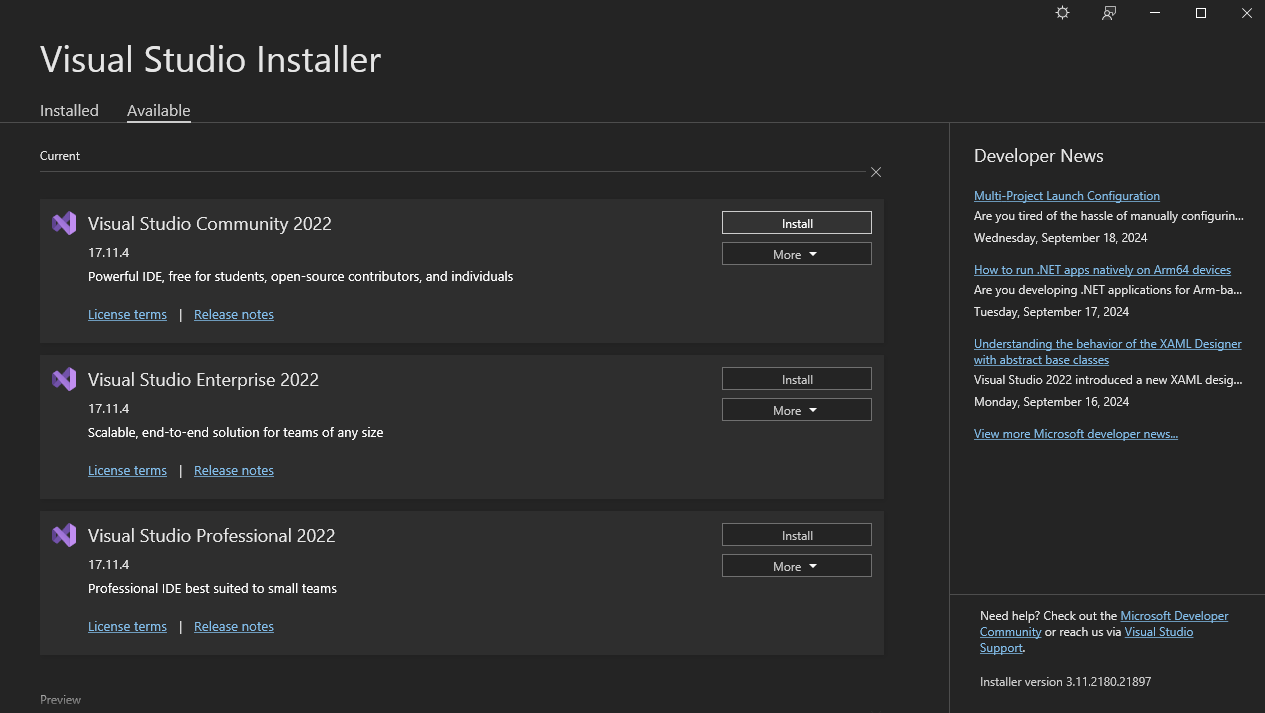 Visual Studio Installer
Installed
Available
Current
Visual Studio Community 2022
Install
17.11.4
More
Powerful IDE, free for students, open-source contributors, and individuals
License terms | Release notes
Visual Studio Enterprise 2022
Install
17.11.4
More
Scalable, end-to-end solution for teams of any size
License terms | Release notes
Visual Studio Professional 2022
Install
17.11.4
More
Professional IDE best suited to small teams
License terms | Release notes
Preview
Developer News
Multi-Project Launch Configuration
Are you tired of the hassle of manually configurin...
Wednesday, September 18, 2024
How to run .NET apps natively on Arm64 devices
Are you developing .NET applications for Arm-ba...
Tuesday, September 17, 2024
Understanding the behavior of the XAML Designer
with abstract base classes
Visual Studio 2022 introduced a new XAML desig...
Monday, September 16, 2024
View more Microsoft developer news...
Need help? Check out the Microsoft Developer
Community or reach us via Visual Studio
Support.
Installer version 3.11.2180.21897